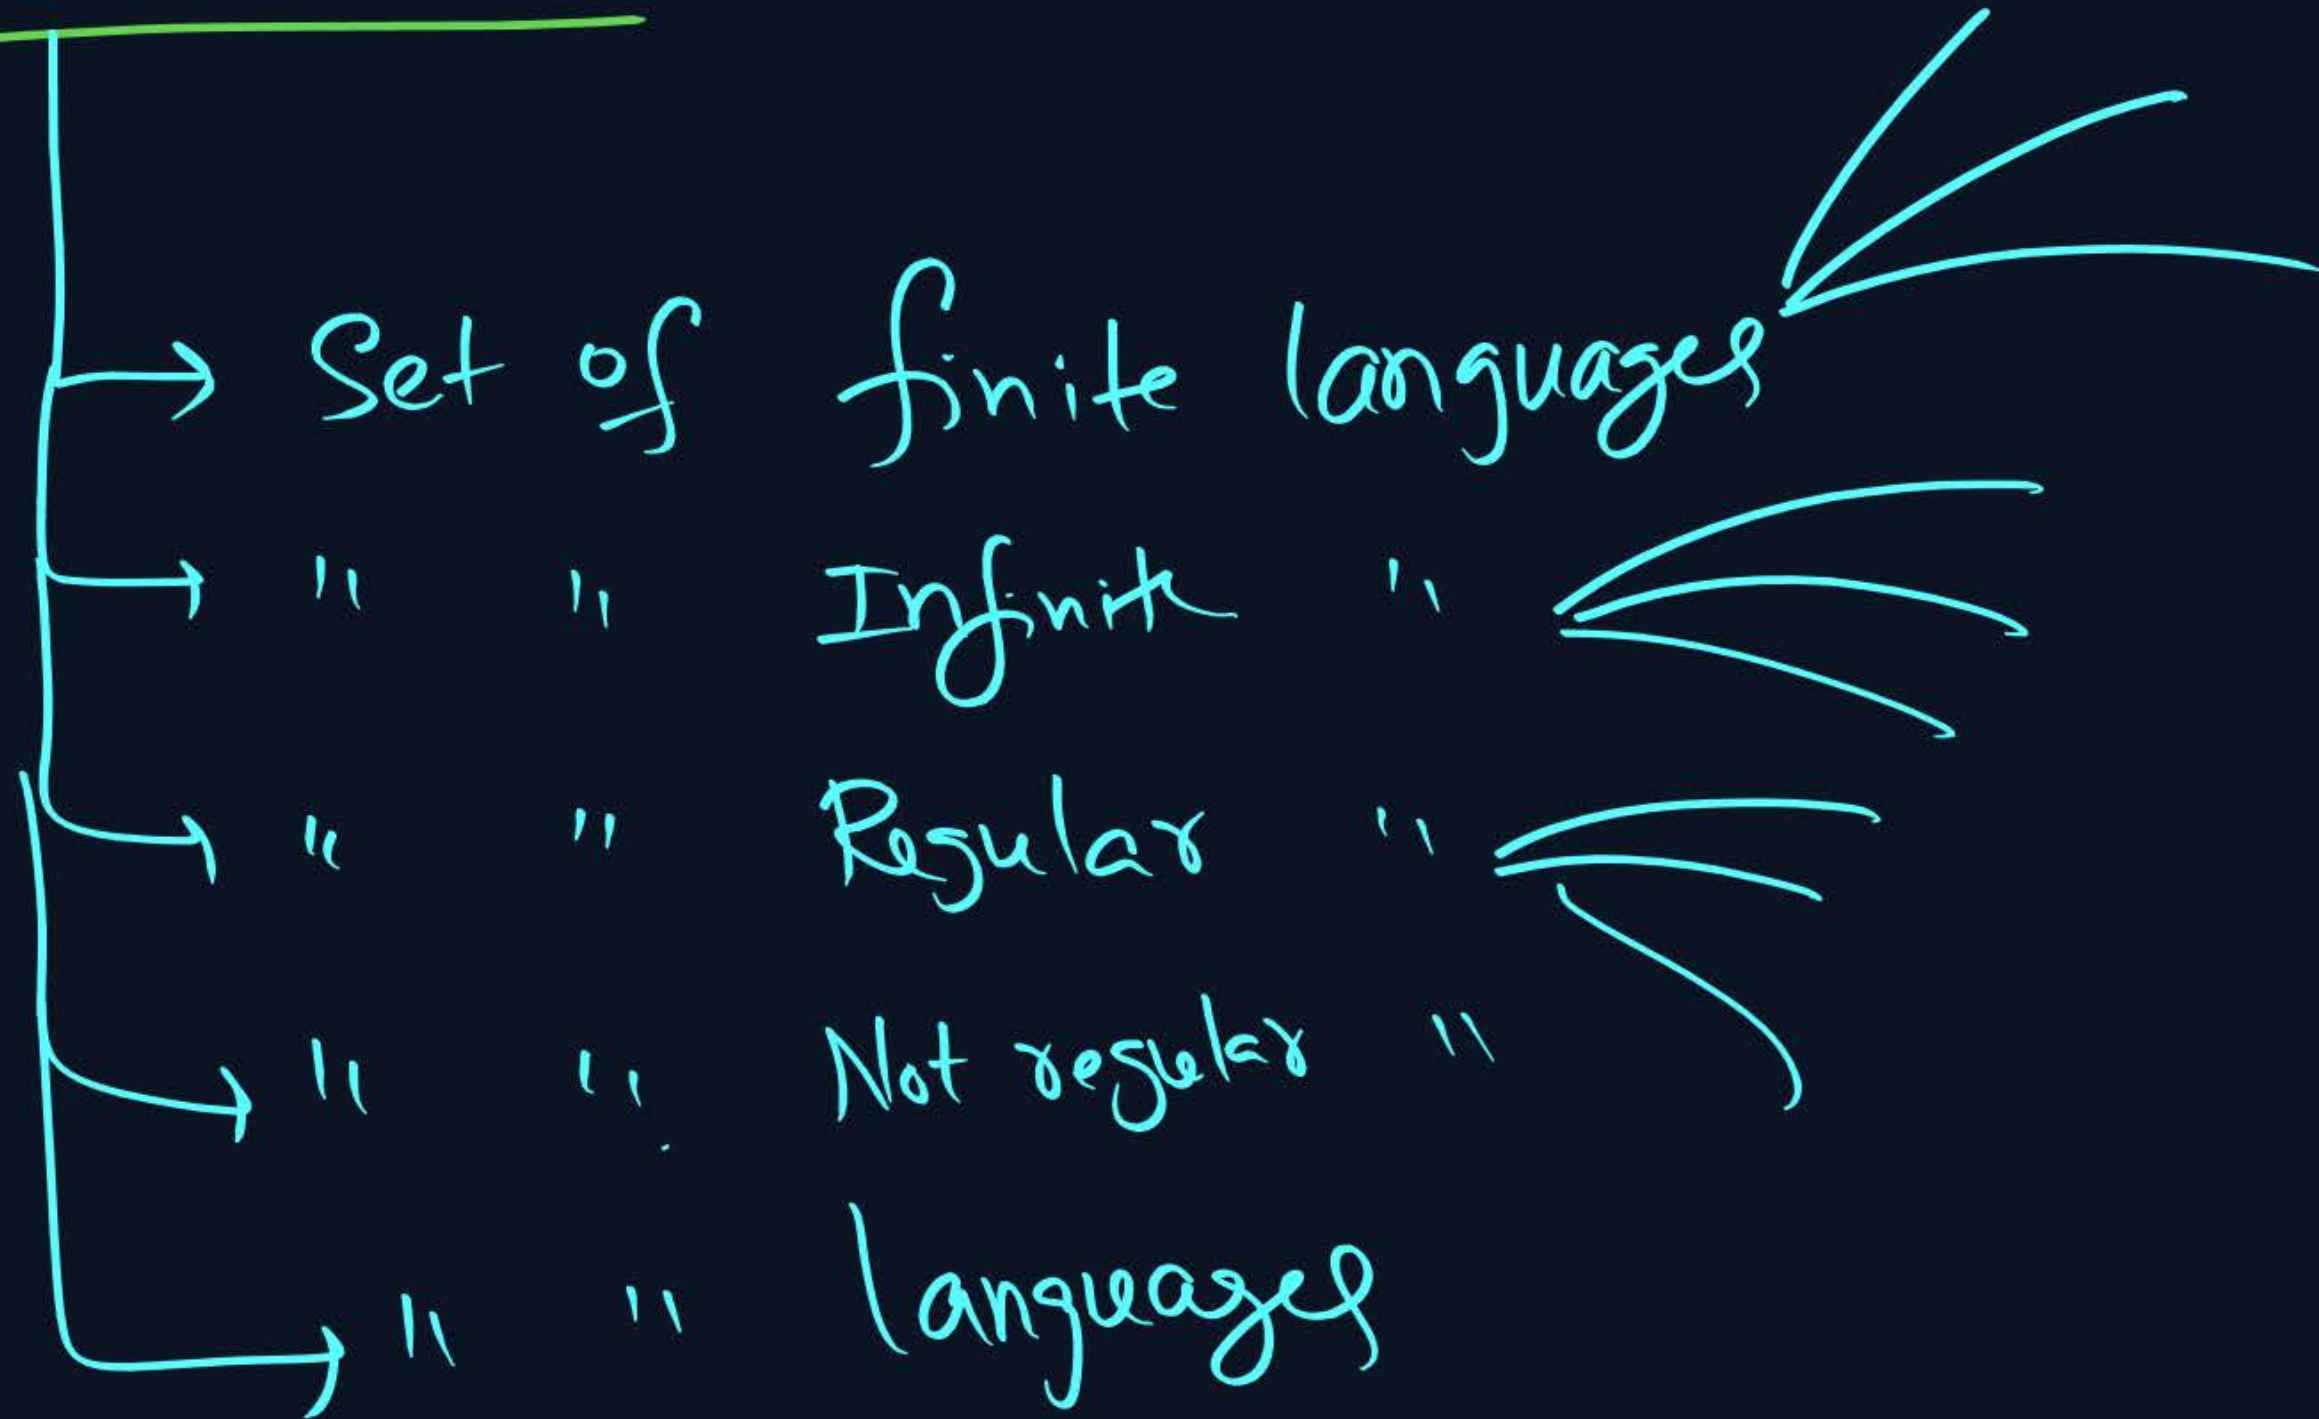 Set of finite languages
" " Infinite "
" " Regular "
" " Not regular "
" " languages